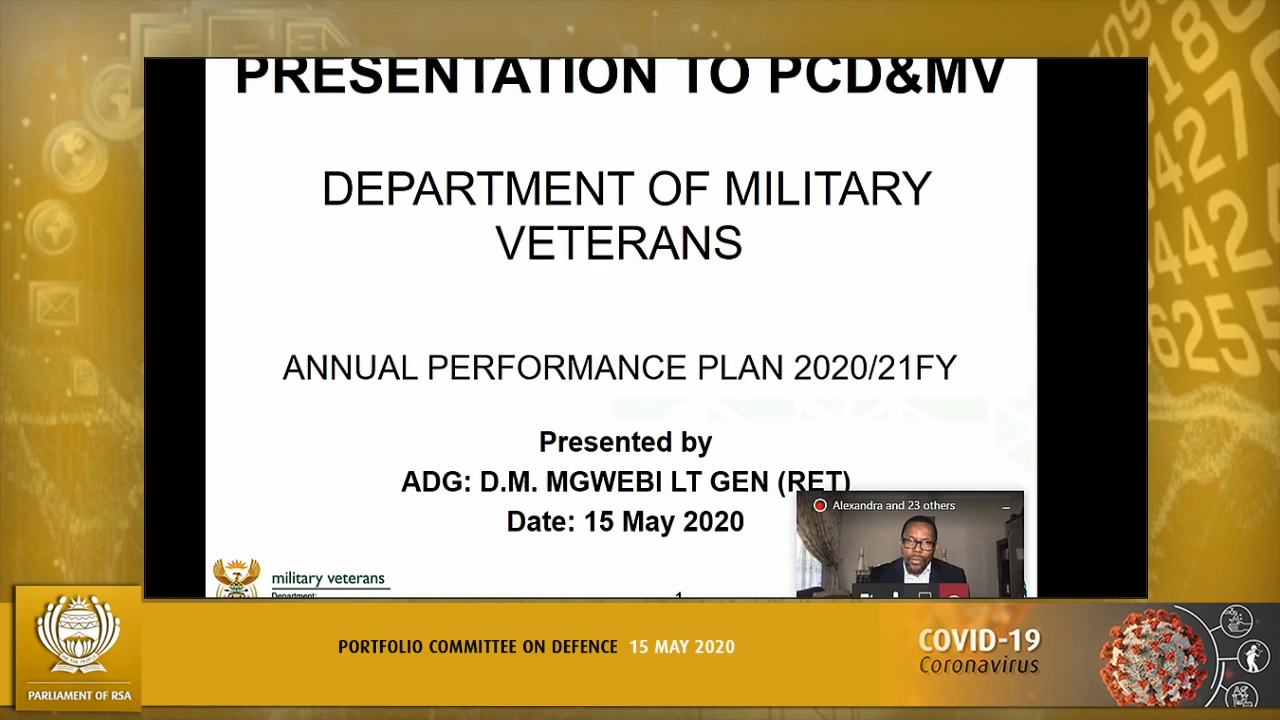 PRESENTATION TO PCD&MV
DEPARTMENT OF MILITARY
VETERANS
ANNUAL PERFORMANCE PLAN 2020/21FY
Presented by
ADG: D.M. MGWEBI LT GEN (RET)
Date: 15 May 2020
Alexandra and 23 others
military veterans
Department:
1
PARLIAMENT OF RSA
PORTFOLIO COMMITTEE ON DEFENCE 15 MAY 2020
COVID-19
Coronavirus